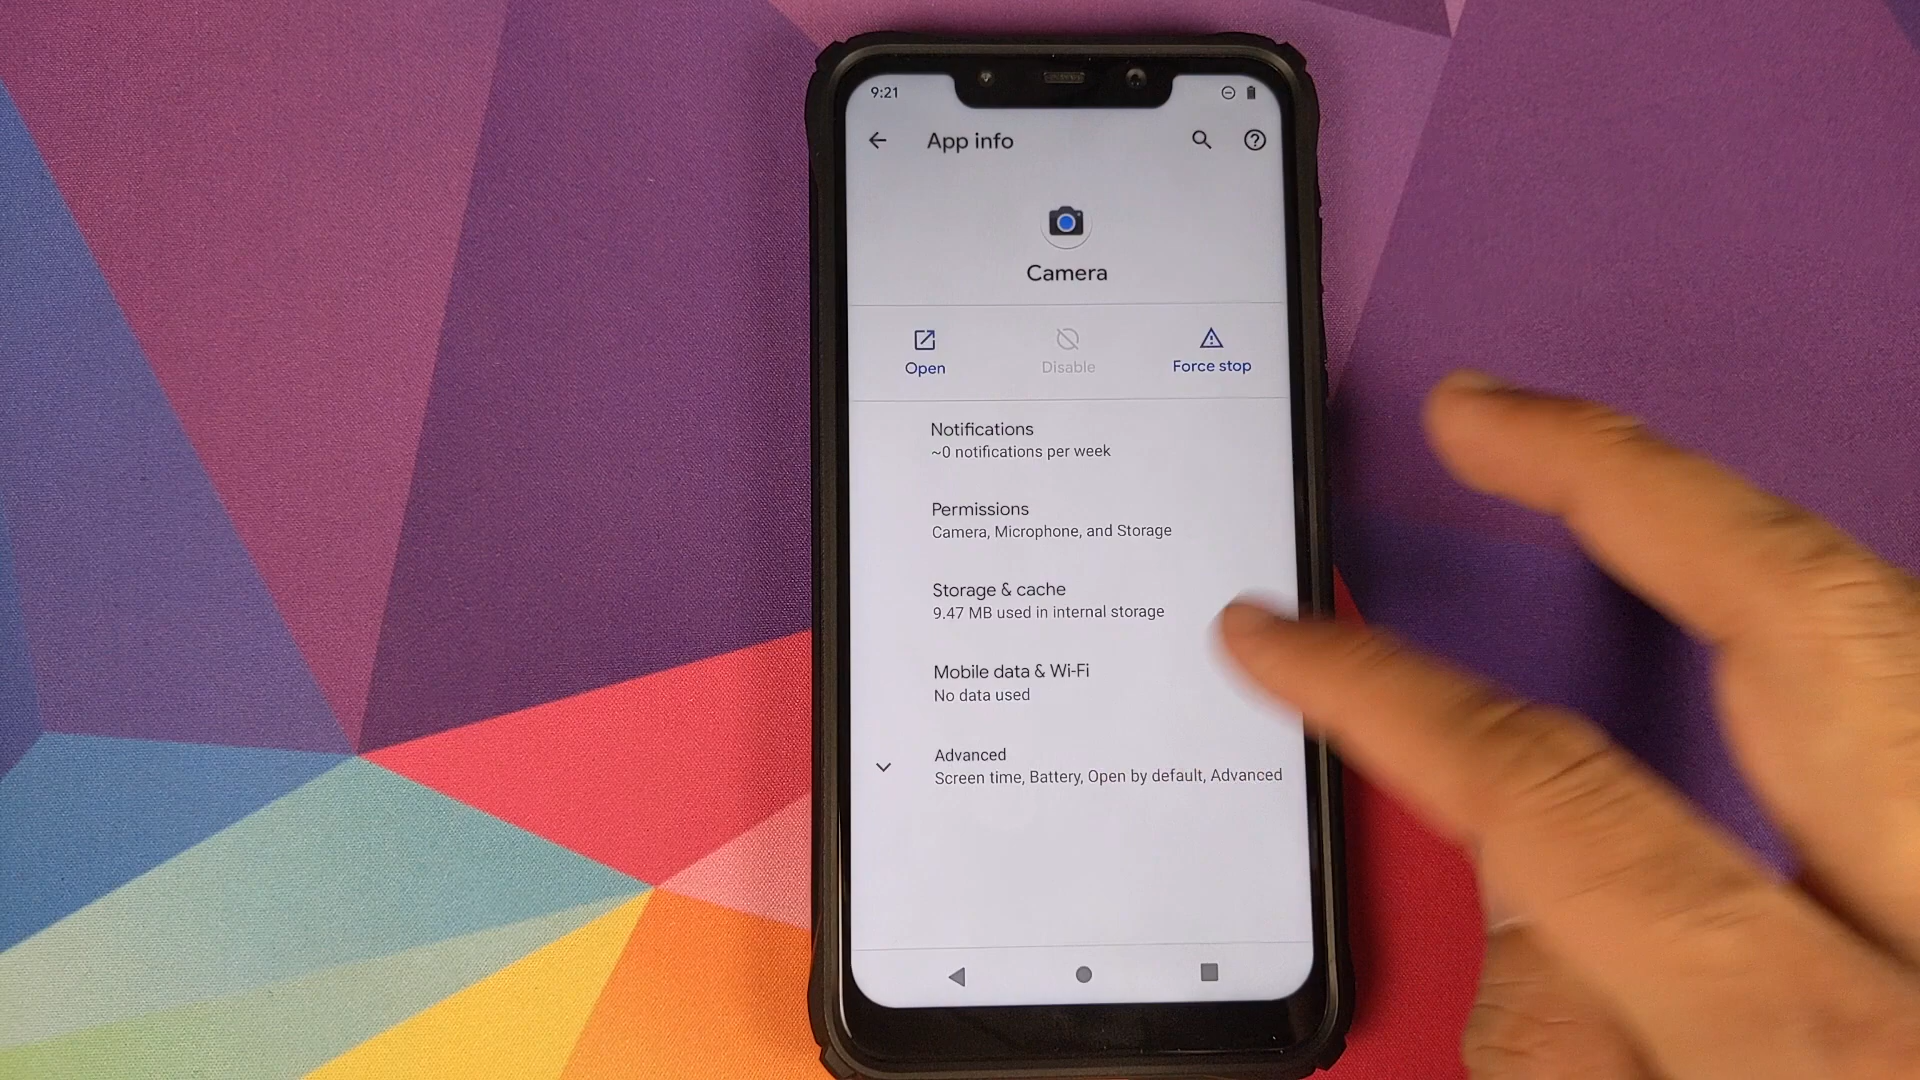 9:21
App info
Camera
Open
Disable
Force stop
Notifications
~0 notifications per week
Permissions
Camera, Microphone, and Storage
Storage & cache
9.47 MB used in internal storage
Mobile data & Wi-Fi
No data used
Advanced
Screen time, Battery, Open by default, Advanced